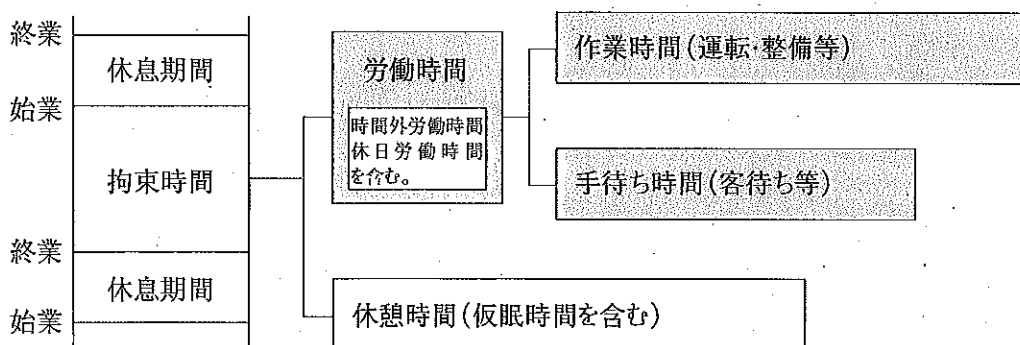 終業
休息期間
始業
拘束時間
終業
休息期間
始業
労働時間
時間外労働時間
休日労働時間
を含む。
作業時間(運転・整備等)
手待ち時間(客待ち等)
休憩時間(仮眠時間を含む)